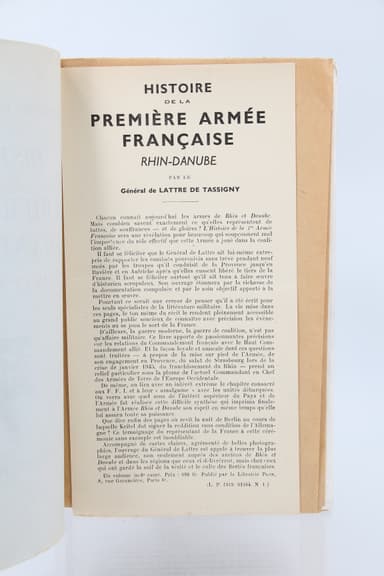 HISTOIRE
DE LA
PREMIÈRE ARMÉE
FRANÇAISE
RHIN-DANUBE
PAR LE
Général de LATTRE DE TASSIGNY
Chacun connaît aujourd'hui les armes de Rhin et Danube.
Mais combien savent exactement ce qu'elles représentent de
luttes, de souffrances — et de gloires ? L'Histoire de la 1re Armée
Française sera une révélation pour beaucoup qui soupçonnent mal
l'importance du rôle effectif que cette Armée a joué dans la coali-
tion alliée.
Il faut se féliciter que le Général de Lattre ait lui-même entre-
pris de rappeler les combats poursuivis sans trêve pendant neuf
mois par les troupes qu'il conduisit de la Provence jusqu'en
Bavière et en Autriche après qu'elles eussent libéré le tiers de la
France. Il faut se féliciter surtout qu'il ait tenu à faire œuvre
d'historien scrupuleux. Son ouvrage étonnera par la richesse de
la documentation compulsée et par le soin objectif apporté à la
mettre en œuvre.
Pourtant ce serait une erreur de penser qu'il a été écrit pour
les seuls spécialistes de la littérature militaire. La vie mise dans
ces pages, le ton même du récit le rendent pleinement accessible
au grand public soucieux de connaître avec précision les événe-
ments où se joua le sort de la France.
D'ailleurs, la guerre moderne, la guerre de coalition, n'est pas
qu'affaire militaire. Ce livre apporte de passionnantes précisions
sur les relations du Commandement français avec le Haut Com-
mandement allié. Et la façon loyale et amicale dont ces questions
sont traitées — à propos de la mise sur pied de l'Armée, de
son engagement en Provence, du salut de Strasbourg lors de la
crise de janvier 1945, du franchissement du Rhin — prend un
relief particulier sous la plume de l'actuel Commandant en Chef
des Armées de Terre de l'Europe Occidentale.
De même, on lira avec un intérêt extrême le chapitre consacré
aux F. F. I. et à leur « amalgame » avec les unités débarquées.
On verra avec quel sens de l'intérêt supérieur du Pays et de
l'Armée fut réalisée cette difficile synthèse qui imprima finale-
ment à l'Armée Rhin et Danube son esprit en même temps qu'elle
lui assura toute sa puissance.
Que dire enfin des pages où revit la nuit de Berlin au cours de
laquelle Keitel dut signer la reddition sans condition de l'Allema-
gne ? Ce témoignage du représentant de la France à cette céré-
monie sans exemple est inoubliable.
Accompagné de cartes claires, agrémenté de belles photogra-
phies, l'ouvrage du Général de Lattre est appelé à trouver la plus
large audience, non seulement auprès des anciens de Rhin et
Danube et dans les régions que ceux-ci délivrèrent, mais chez ceux
qui ont gardé la soif de la vérité et le culte des fiertés françaises.
Un volume in-8° carré. Prix : 690 fr. Publié par la Librairie PLON,
8, rue Garancière, Paris 6e.